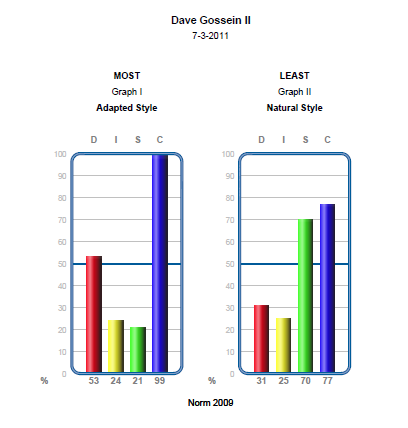 Dave Gossein II
7-3-2011
MOST
Graph I
Adapted Style
D I S C
100
90
80
70
60
50
40
30
20
10
0
% 53 24 21 99
LEAST
Graph II
Natural Style
D I S C
100
90
80
70
60
50
40
30
20
10
0
% 31 25 70 77
Norm 2009